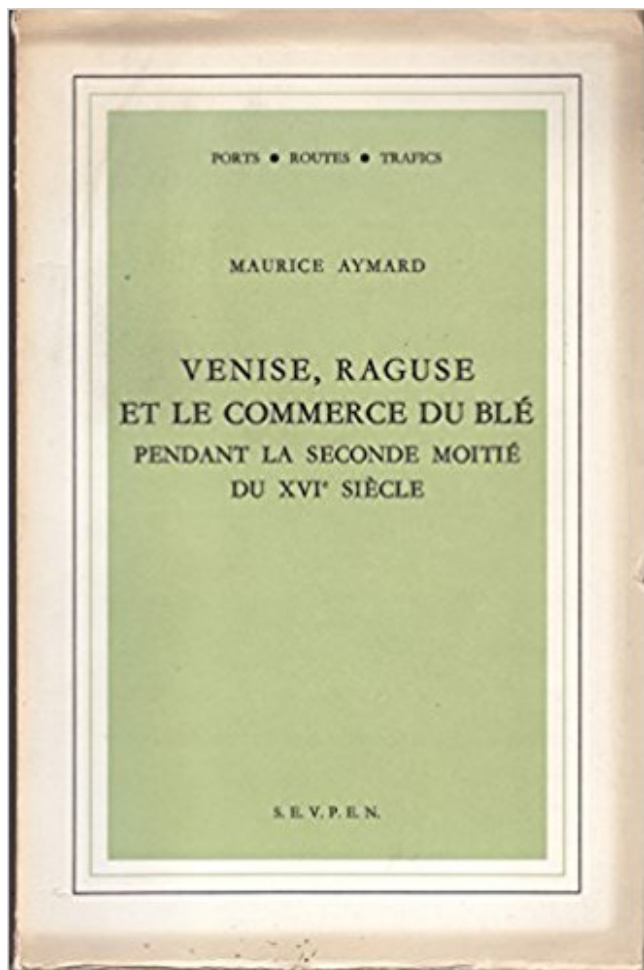 PORTS ● ROUTES ● TRAFICS
MAURICE AYMARD
VENISE, RAGUSE
ET LE COMMERCE DU BLÉ
PENDANT LA SECONDE MOITIÉ
DU XVIᵉ SIÈCLE
S. E. V. P. E. N.